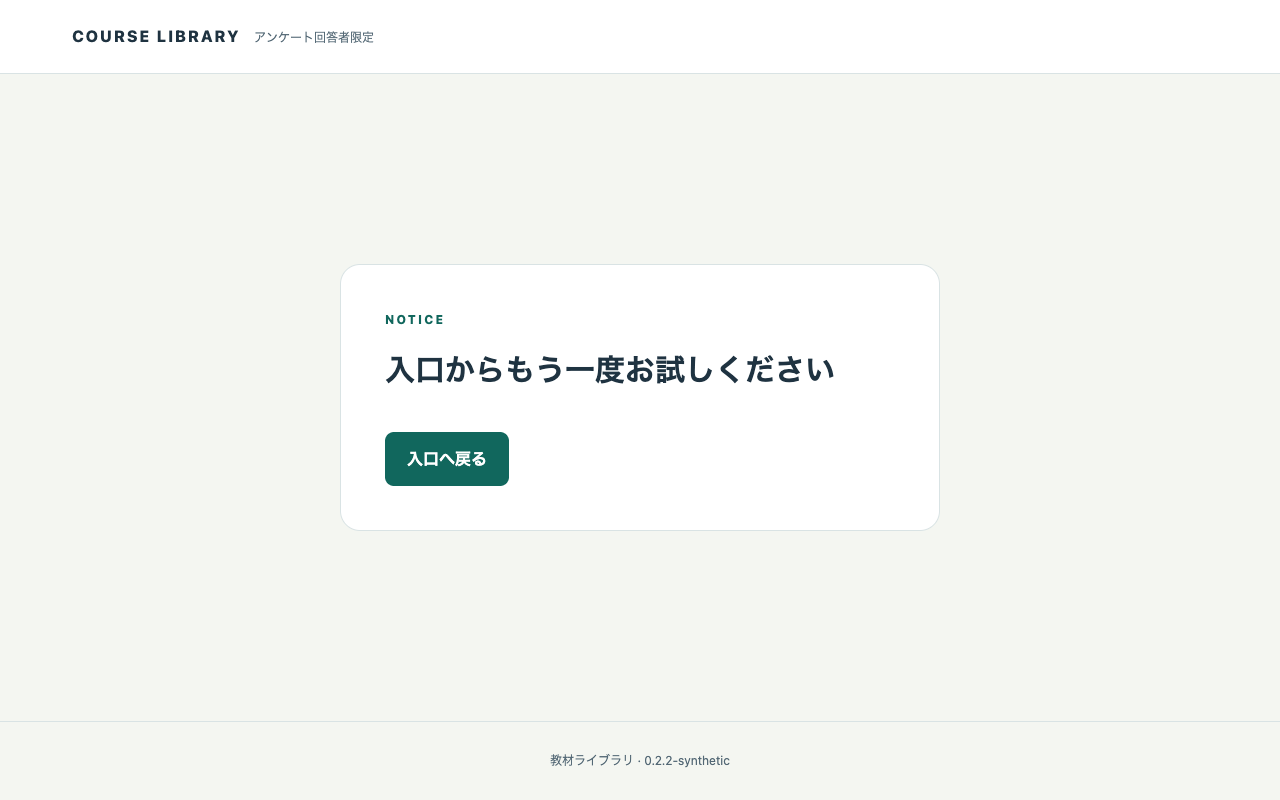 COURSE LIBRARY アンケート回答者限定
NOTICE
入口からもう一度お試しください
入口へ戻る
教材ライブラリ · 0.2.2-synthetic